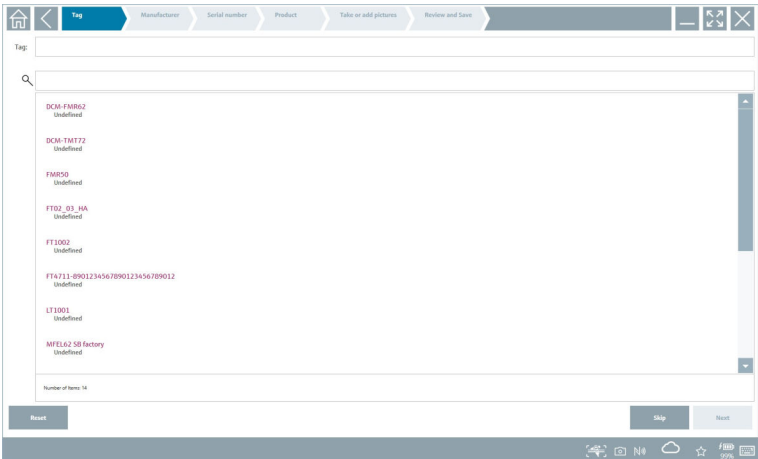 Tag Manufacturer Serial number Product Take or add pictures Review and Save
Tag:
DCM-FMR62
Undefined
DCM-TMT72
Undefined
FMR50
Undefined
FT02_03_HA
Undefined
FT1002
Undefined
FT4711-8901234567890123456789012
Undefined
LT1001
Undefined
MFEL62 SB factory
Undefined
Number of Items: 14
Reset Skip Next
99%